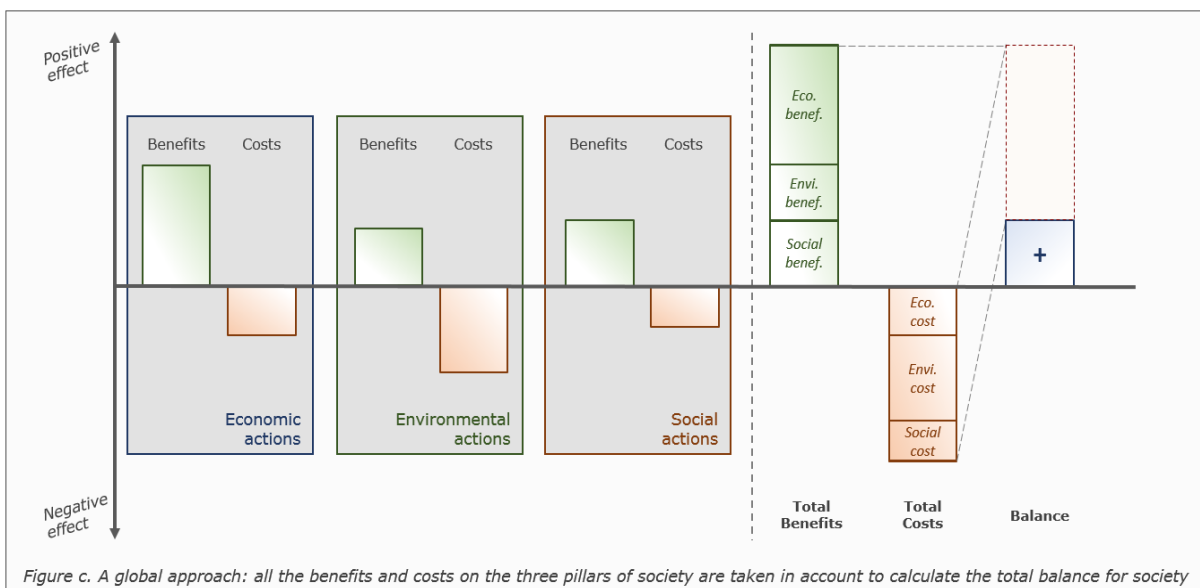 Positive
effect
Benefits
Costs
Economic
actions
Benefits
Costs
Environmental
actions
Benefits
Costs
Social
actions
Eco.
benef.
Envi.
benef.
Social
benef.
Eco.
cost
Envi.
cost
Social
cost
+
Negative
effect
Total
Benefits
Total
Costs
Balance
Figure c. A global approach: all the benefits and costs on the three pillars of society are taken in account to calculate the total balance for society